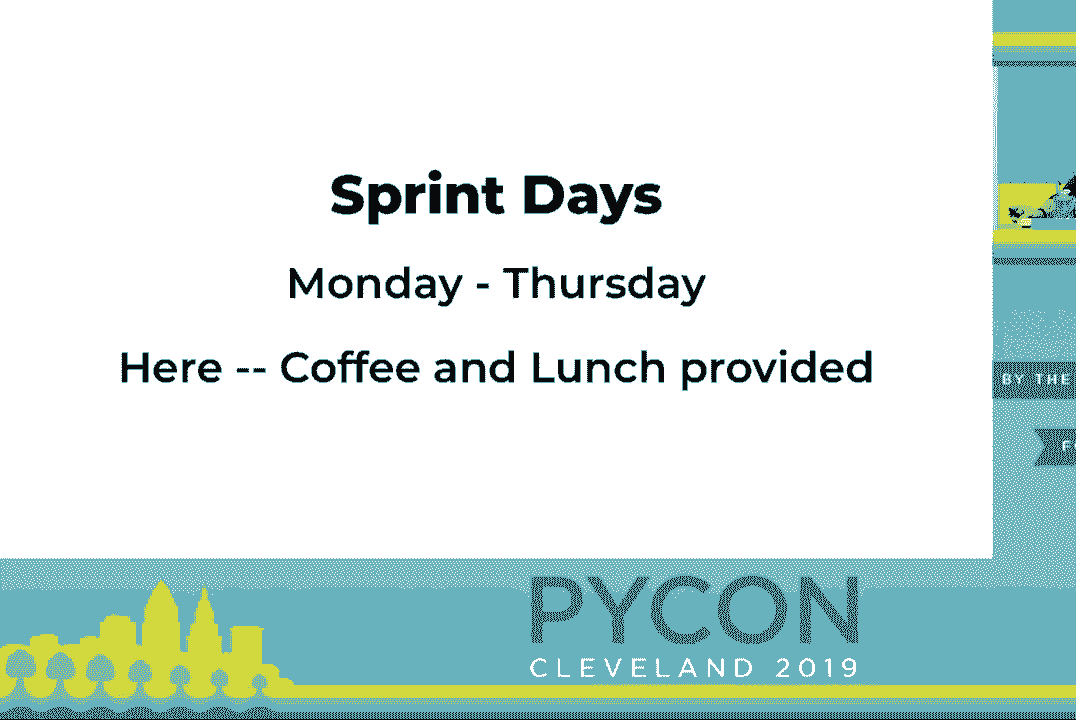 Sprint Days
Monday - Thursday
Here -- Coffee and Lunch provided
BY THE
PYCON
CLEVELAND 2019